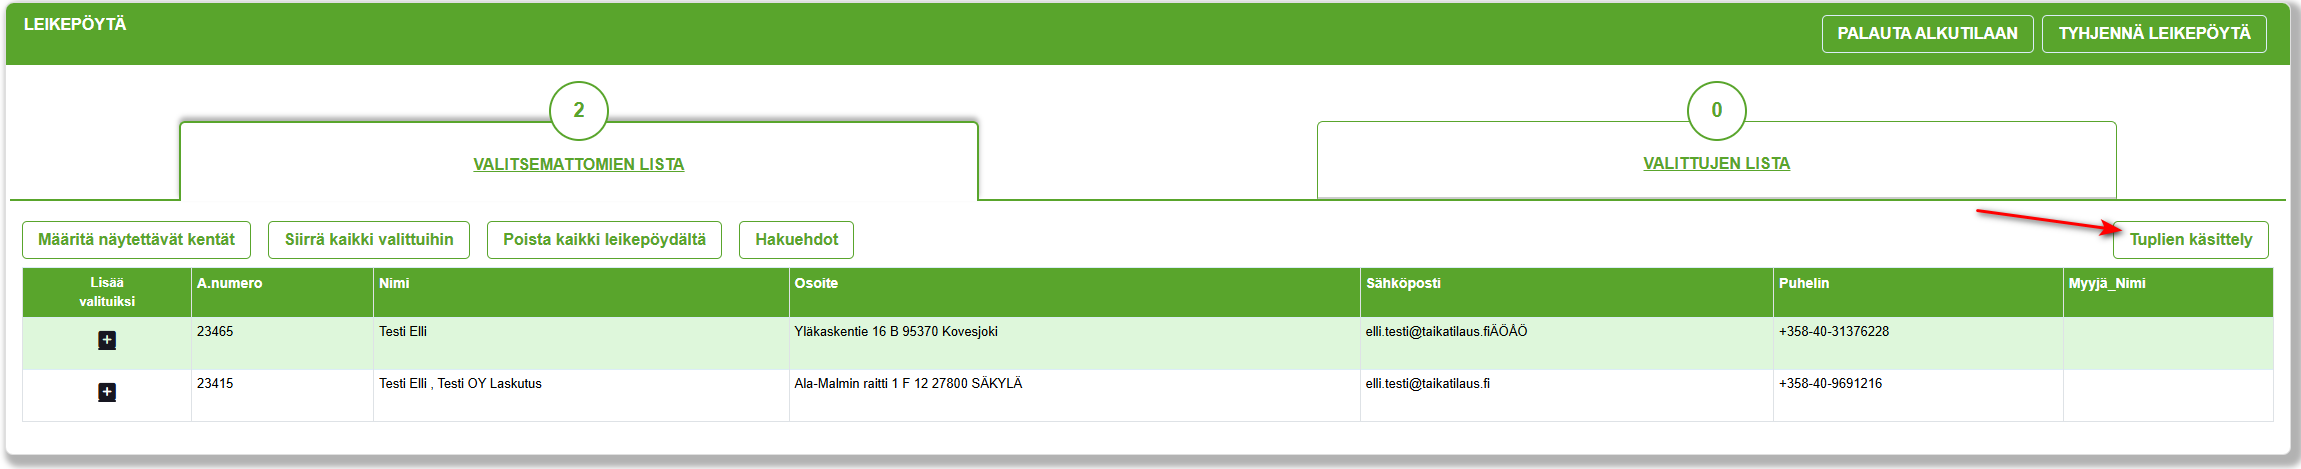 LEIKEPÖYTÄ
PALAUTA ALKUTILAAN TYHJENNÄ LEIKEPÖYTÄ
2 0
VALITSEMATTOMIEN LISTA VALITTUJEN LISTA
Määritä näytettävät kentät Siirrä kaikki valittuihin Poista kaikki leikepöydältä Hakuehdot Tuplien käsittely
Lisää valituiksi A.numero Nimi Osoite Sähköposti Puhelin Myyjä_Nimi
23465 Testi Elli Yläkaskentie 16 B 95370 Kovesjoki elli.testi@taikatilaus.fiÄÖÅÖ +358-40-31376228
23415 Testi Elli , Testi OY Laskutus Ala-Malmin raitti 1 F 12 27800 SÄKYLÄ elli.testi@taikatilaus.fi +358-40-9691216